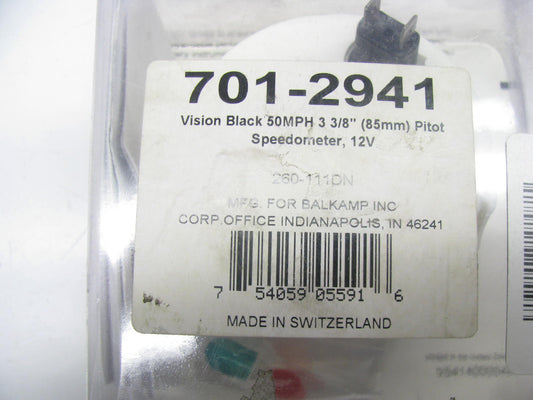 701-2941
Vision Black 50MPH 3 3/8" (85mm) Pitot
Speedometer, 12V
260-111DN
MFG. FOR BALKAMP INC
CORP.OFFICE INDIANAPOLIS, IN 46241
7 54059 05591 6
MADE IN SWITZERLAND